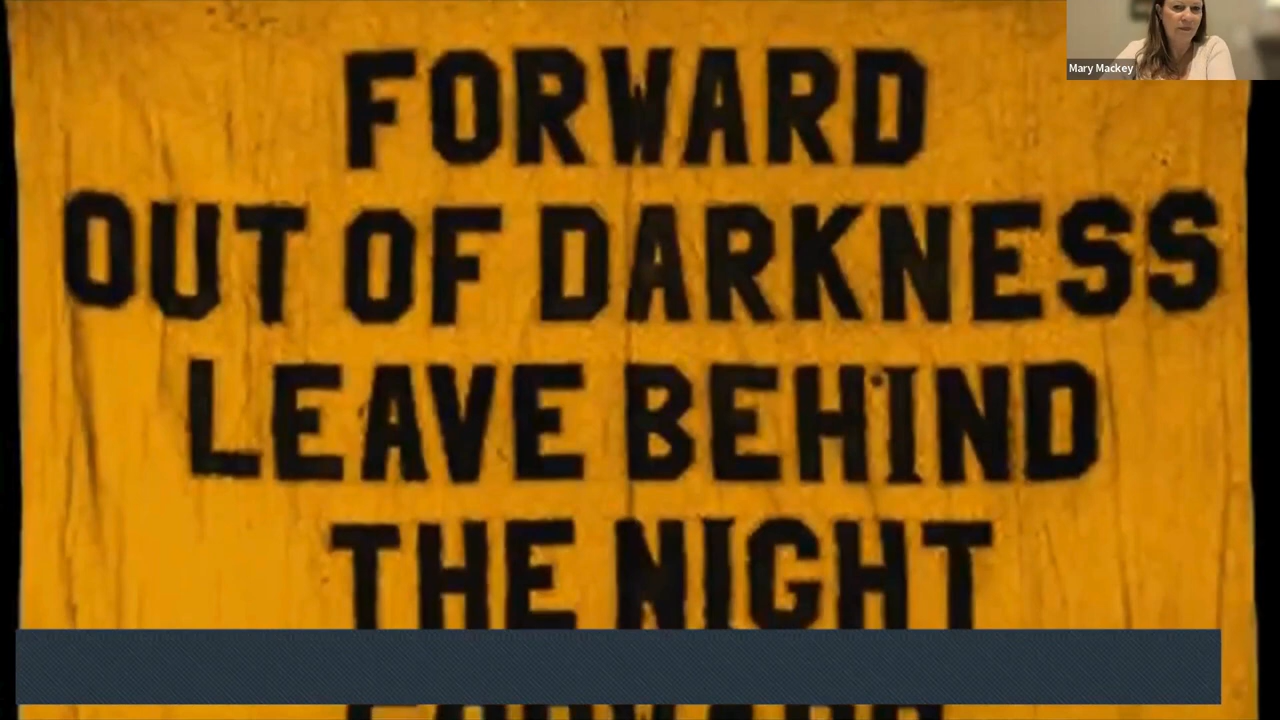 Mary Mackey
FORWARD
OUT OF DARKNESS
LEAVE BEHIND
THE NIGHT